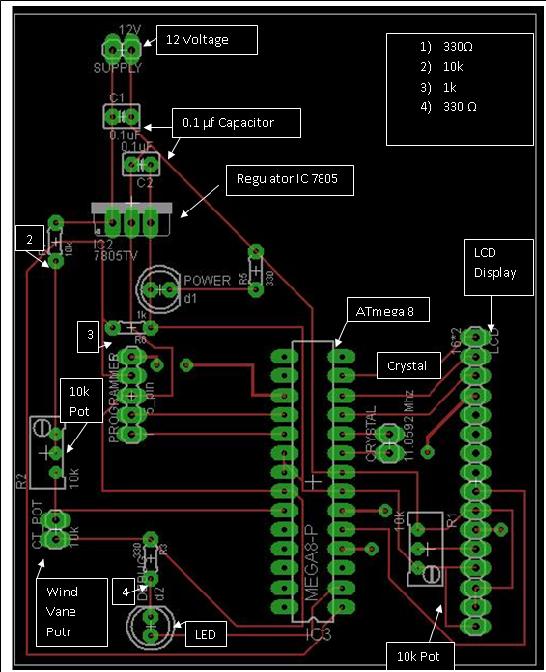 12V
12 Voltage
SUPPLY
1) 330Ω
2) 10k
3) 1k
4) 330 Ω
C1
0.1uF
0.1 µf Capacitor
0.1uF
C2
Reguator IC 7805
IC2
7805TV
2
10k
POWER
d1
R5
330
LCD
Display
ATmega 8
1k
R6
3
16*2
LCD
Crystal
PROGRAMMER
5_pin
10k
Pot
CRYSTAL
11.0592 Mhz
R2
10k
CT_POT
10k
10k
R1
MEGA8-P
330
R3
4
d2
Wind
Vane
Pulr
LED
IC3
10k Pot